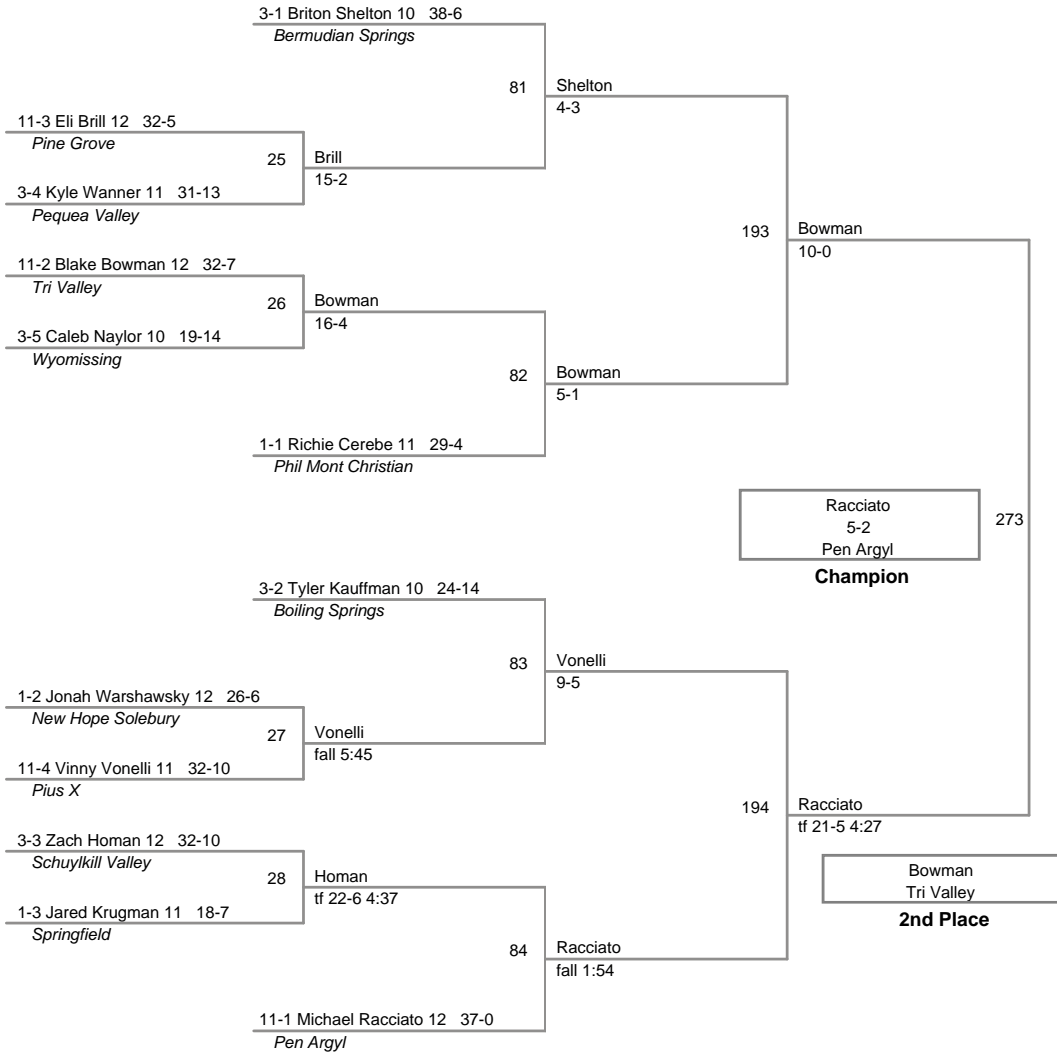 3-1 Briton Shelton 10 38-6
Bermudian Springs
81
Shelton
4-3
11-3 Eli Brill 12 32-5
Pine Grove
25
Brill
15-2
3-4 Kyle Wanner 11 31-13
Pequea Valley
193
Bowman
10-0
11-2 Blake Bowman 12 32-7
Tri Valley
26
Bowman
16-4
3-5 Caleb Naylor 10 19-14
Wyomissing
82
Bowman
5-1
1-1 Richie Cerebe 11 29-4
Phil Mont Christian
Racciato
5-2
Pen Argyl
Champion
273
3-2 Tyler Kauffman 10 24-14
Boiling Springs
83
Vonelli
9-5
1-2 Jonah Warshawsky 12 26-6
New Hope Solebury
27
Vonelli
fall 5:45
11-4 Vinny Vonelli 11 32-10
Pius X
194
Racciato
tf 21-5 4:27
3-3 Zach Homan 12 32-10
Schuylkill Valley
28
Homan
tf 22-6 4:37
Bowman
Tri Valley
2nd Place
1-3 Jared Krugman 11 18-7
Springfield
84
Racciato
fall 1:54
11-1 Michael Racciato 12 37-0
Pen Argyl